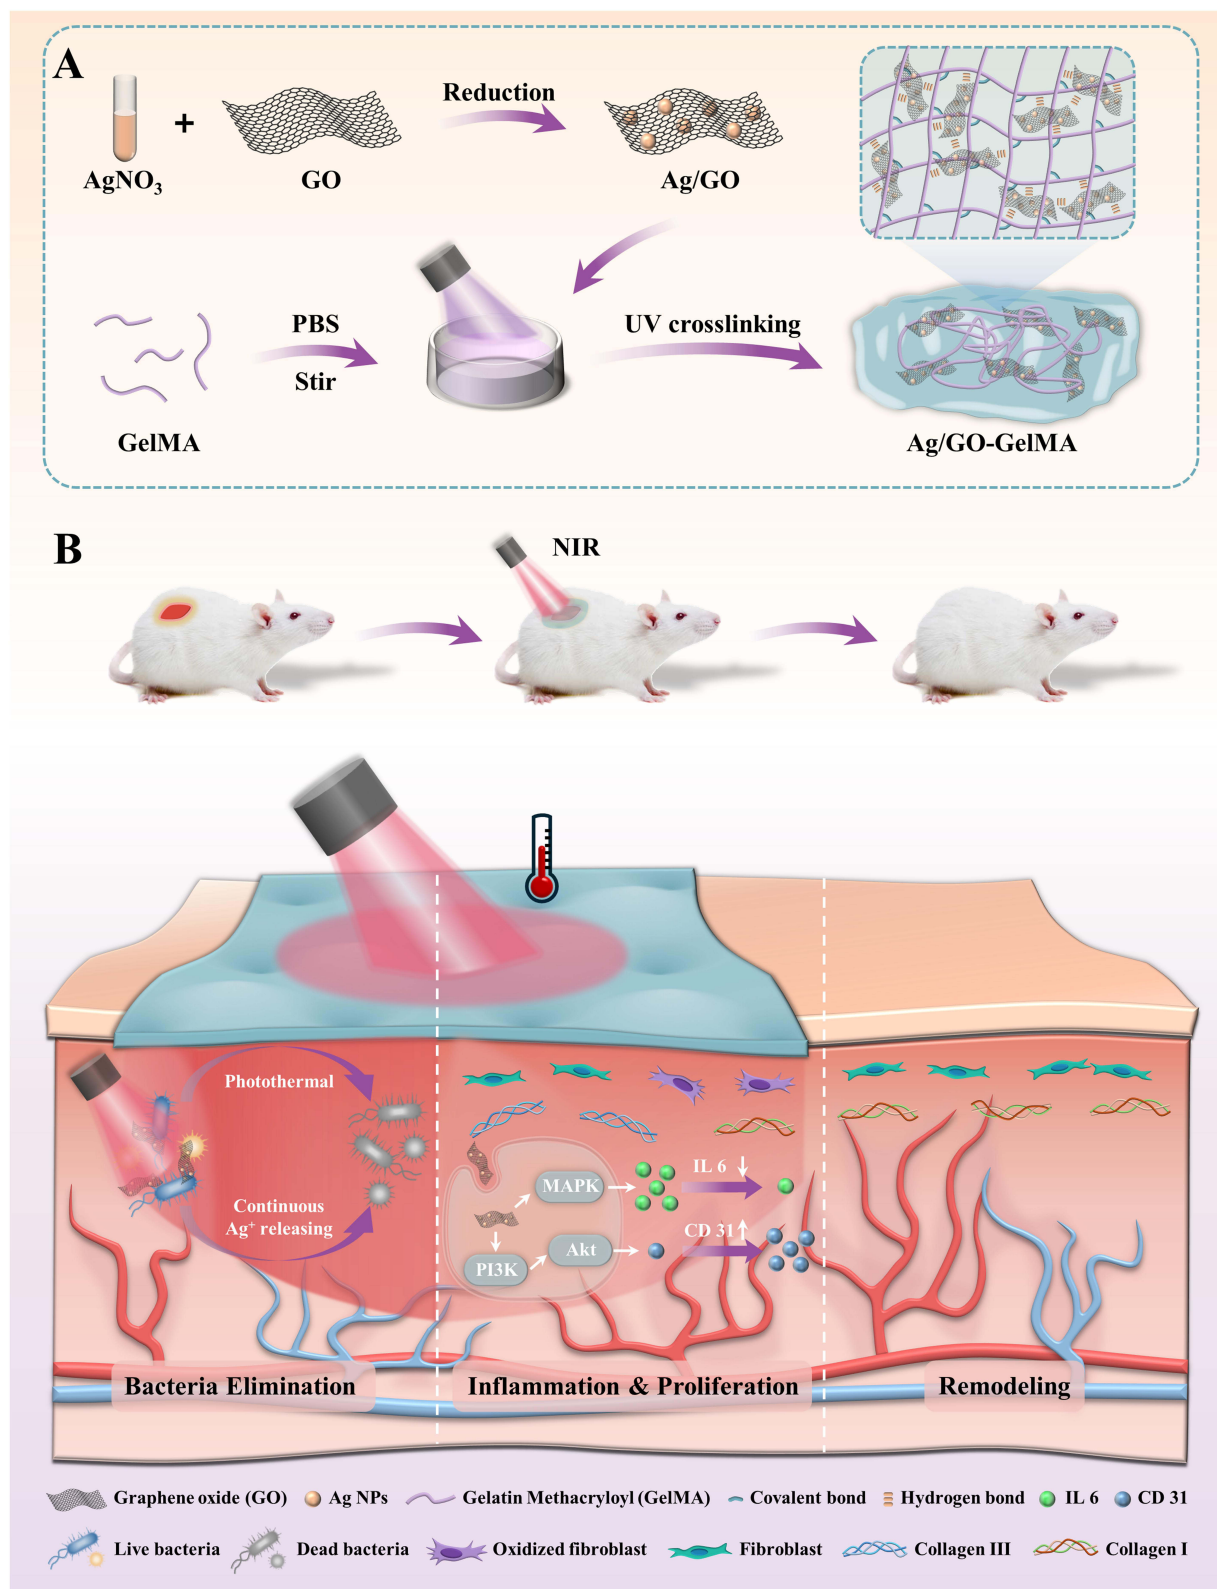 A
AgNO₃
+
GO
Reduction
Ag/GO
GelMA
PBS
Stir
UV crosslinking
Ag/GO-GelMA
B
NIR
Photothermal
Continuous
Ag⁺ releasing
MAPK
PI3K
Akt
IL 6
CD 31
Bacteria Elimination
Inflammation & Proliferation
Remodeling
Graphene oxide (GO)
Ag NPs
Gelatin Methacryloyl (GelMA)
Covalent bond
Hydrogen bond
IL 6
CD 31
Live bacteria
Dead bacteria
Oxidized fibroblast
Fibroblast
Collagen III
Collagen I